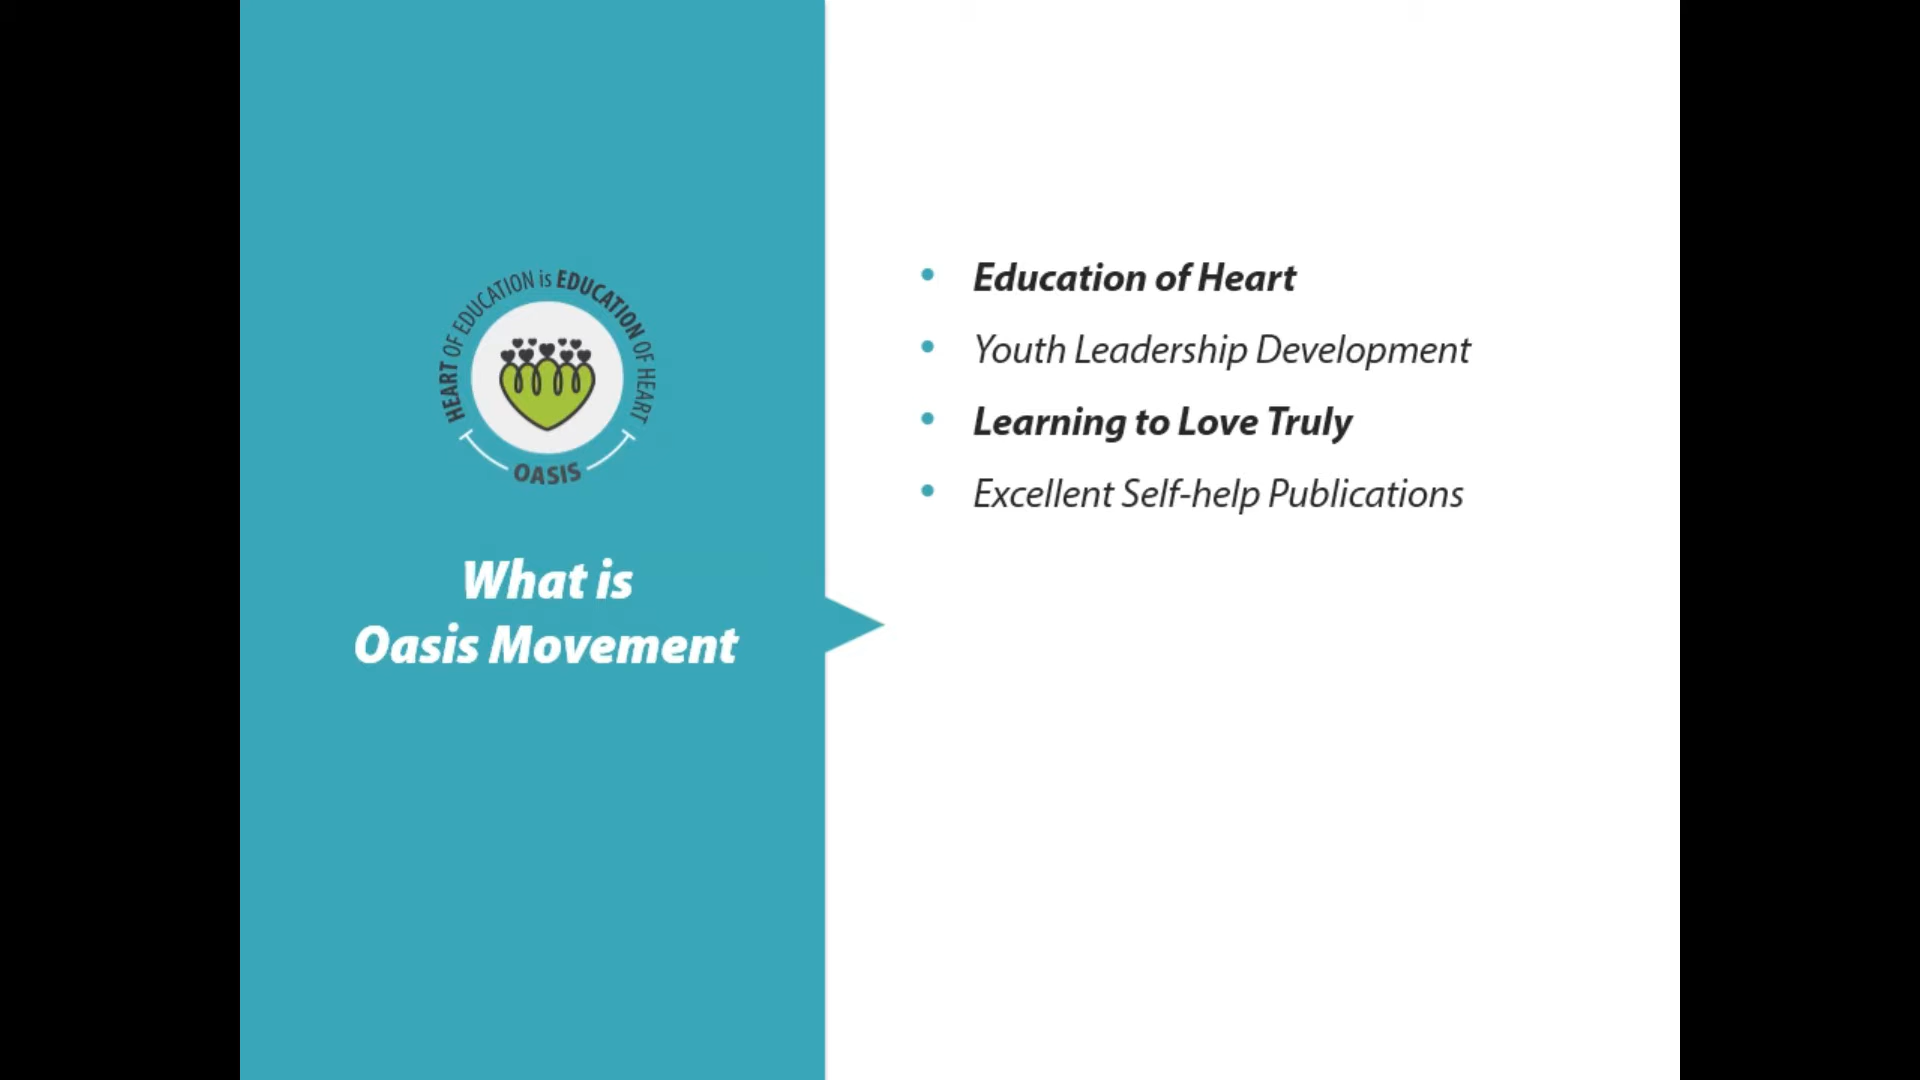 HEART OF EDUCATION is EDUCATION OF HEART
OASIS
What is
Oasis Movement
• Education of Heart
• Youth Leadership Development
• Learning to Love Truly
• Excellent Self-help Publications